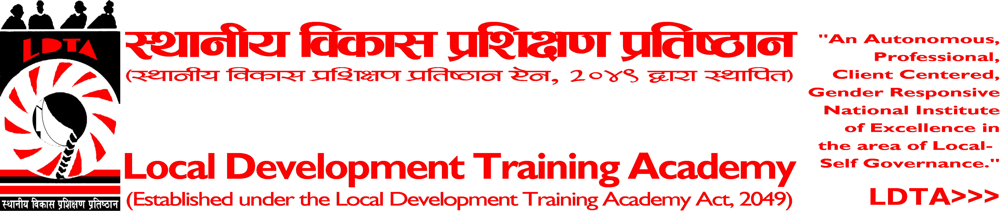 LDTA
स्थानीय विकास प्रशिक्षण प्रतिष्ठान
स्थानीय विकास प्रशिक्षण प्रतिष्ठान
(स्थानीय विकास प्रशिक्षण प्रतिष्ठान ऐन, २०४९ द्वारा स्थापित)
Local Development Training Academy
(Established under the Local Development Training Academy Act, 2049)
"An Autonomous,
Professional,
Client Centered,
Gender Responsive
National Institute
of Excellence in
the area of Local-
Self Governance."
LDTA>>>